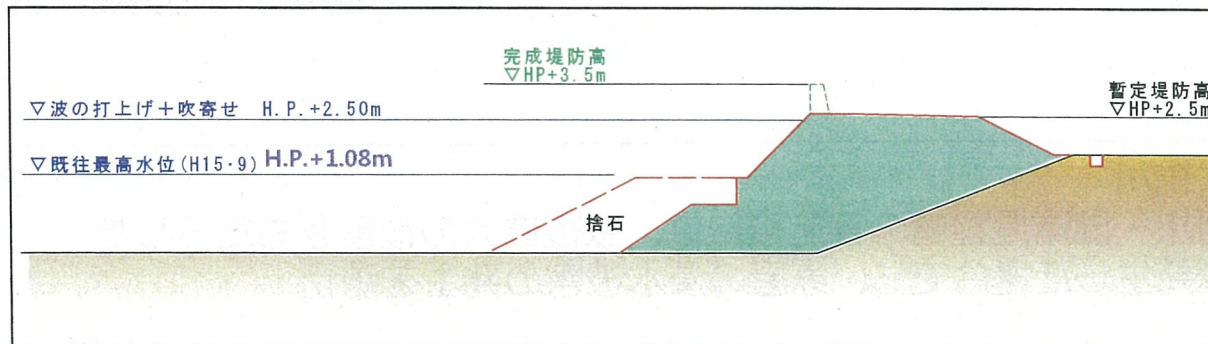 完成堤防高
▽HP+3.5m
▽波の打上げ+吹寄せ H.P.+2.50m
暫定堤防高
▽HP+2.5m
▽既往最高水位(H15・9) H.P.+1.08m
捨石